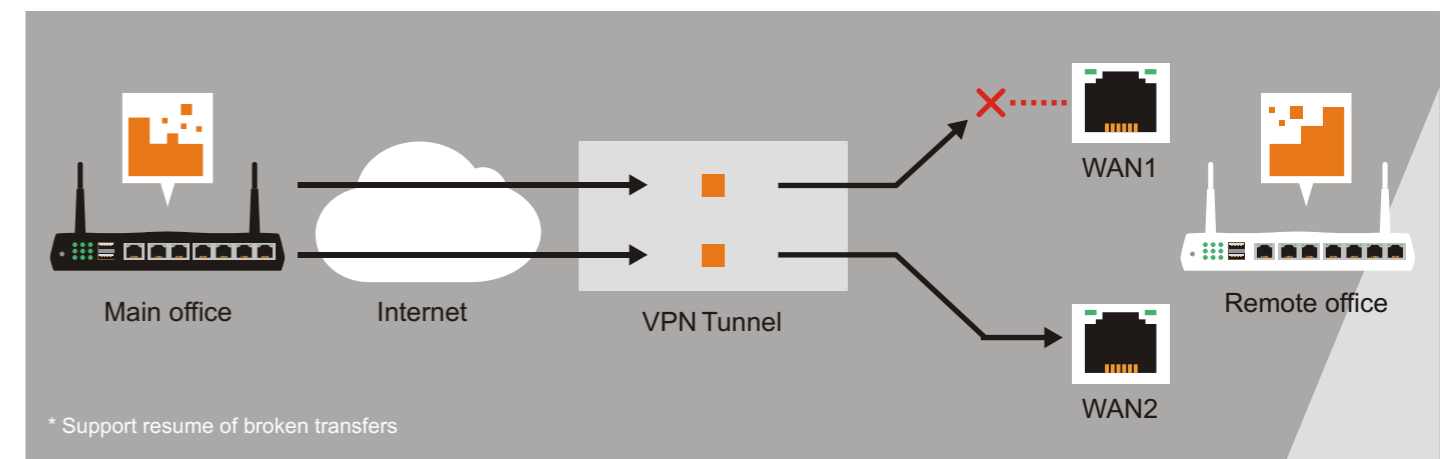 WAN1
Main office
Internet
VPN Tunnel
Remote office
WAN2
* Support resume of broken transfers